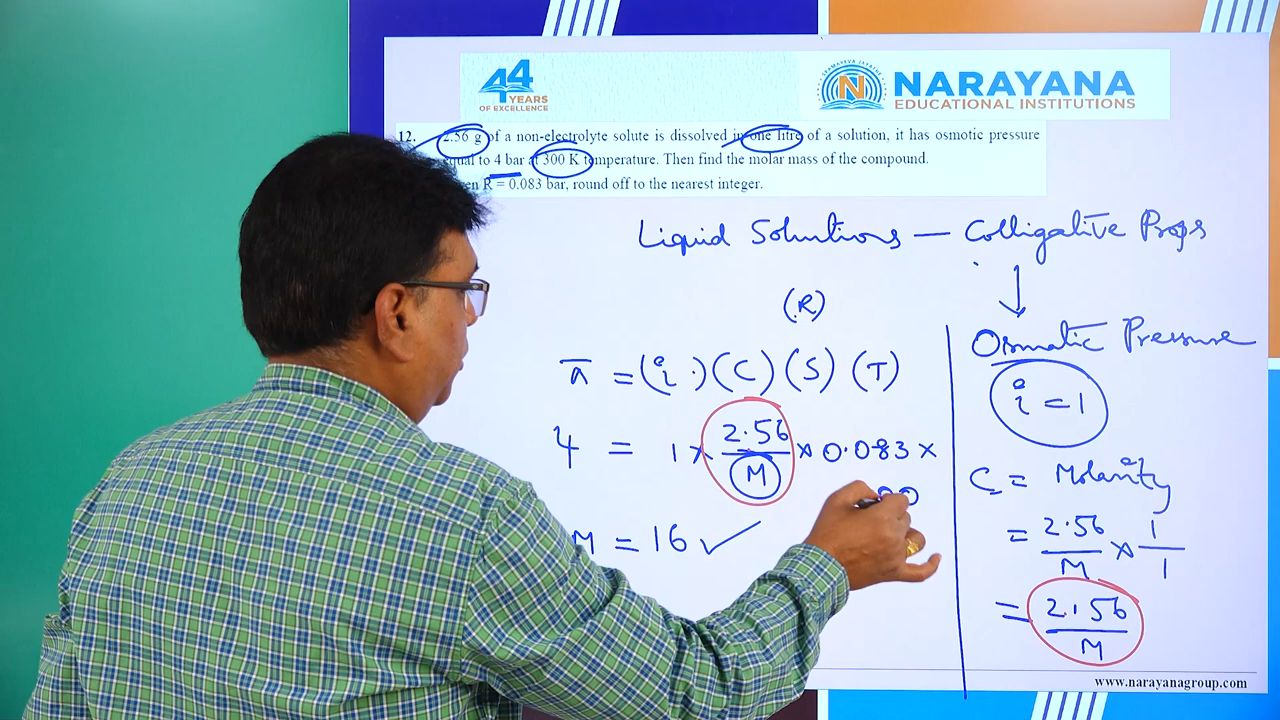 44
YEARS
OF EXCELLENCE
NARAYANA
EDUCATIONAL INSTITUTIONS
12. 2.56 g of a non-electrolyte solute is dissolved in one litre of a solution, it has osmotic pressure
equal to 4 bar at 300 K temperature. Then find the molar mass of the compound.
R = 0.083 bar, round off to the nearest integer.
Liquid Solutions — Colligative Props
↓
(R)
Osmatic Pressure
π = (i.)(C)(S)(T)
i = 1
4 = 1 × 2.56/M × 0.083 ×
C = Molarity
M = 16 ✓
= 2.56/M × 1/1
= 2.56/M
www.narayanagroup.com